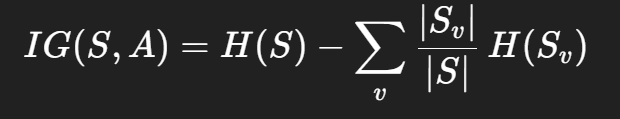 IG(S, A) = H(S) − ∑_v |S_v|/|S| H(S_v)